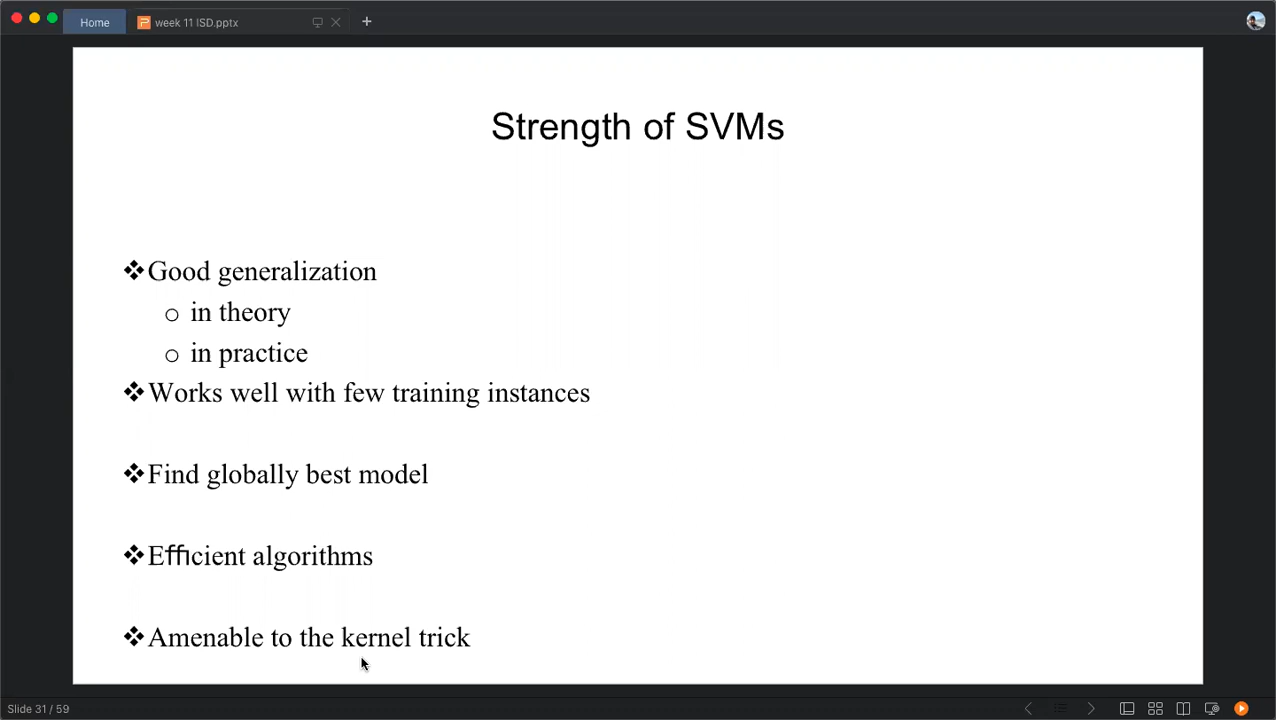 Home
week 11 ISD.pptx
Strength of SVMs
❖Good generalization
o in theory
o in practice
❖Works well with few training instances
❖Find globally best model
❖Efficient algorithms
❖Amenable to the kernel trick
Slide 31 / 59